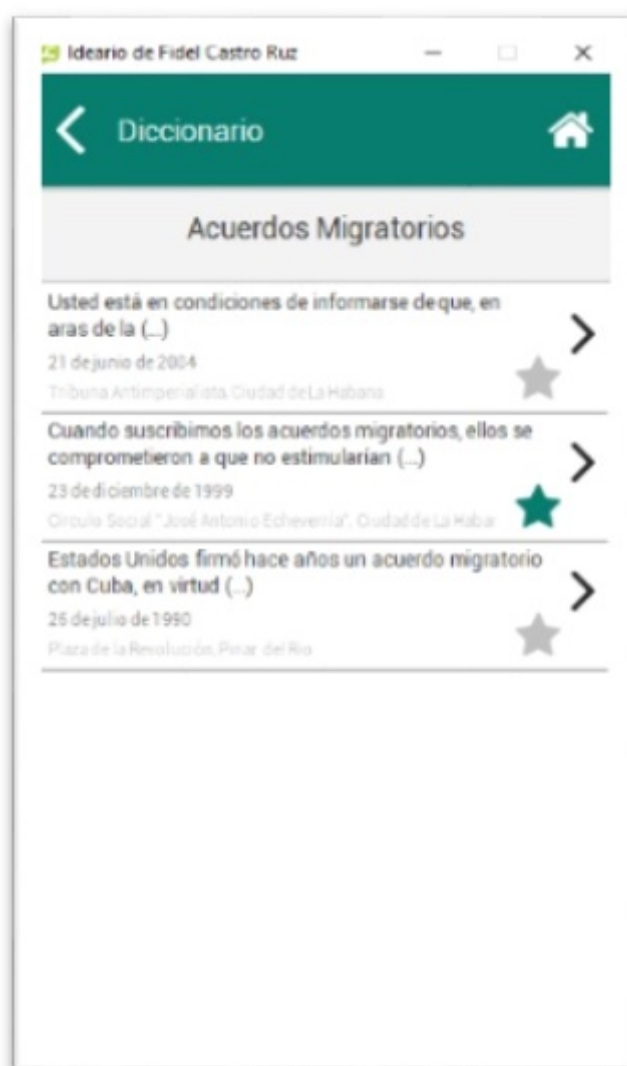 Ideario de Fidel Castro Ruz
Diccionario
Acuerdos Migratorios
Usted está en condiciones de informarse de que, en
aras de la (...)
21 de junio de 2004
Tribuna Antimperialista, Ciudad de La Habana
Cuando suscribimos los acuerdos migratorios, ellos se
comprometieron a que no estimularían (...)
23 de diciembre de 1999
Circulo Social "José Antonio Echeverría", Ciudad de La Haba
Estados Unidos firmó hace años un acuerdo migratorio
con Cuba, en virtud (...)
26 de julio de 1990
Plaza de la Revolución, Pinar del Rio